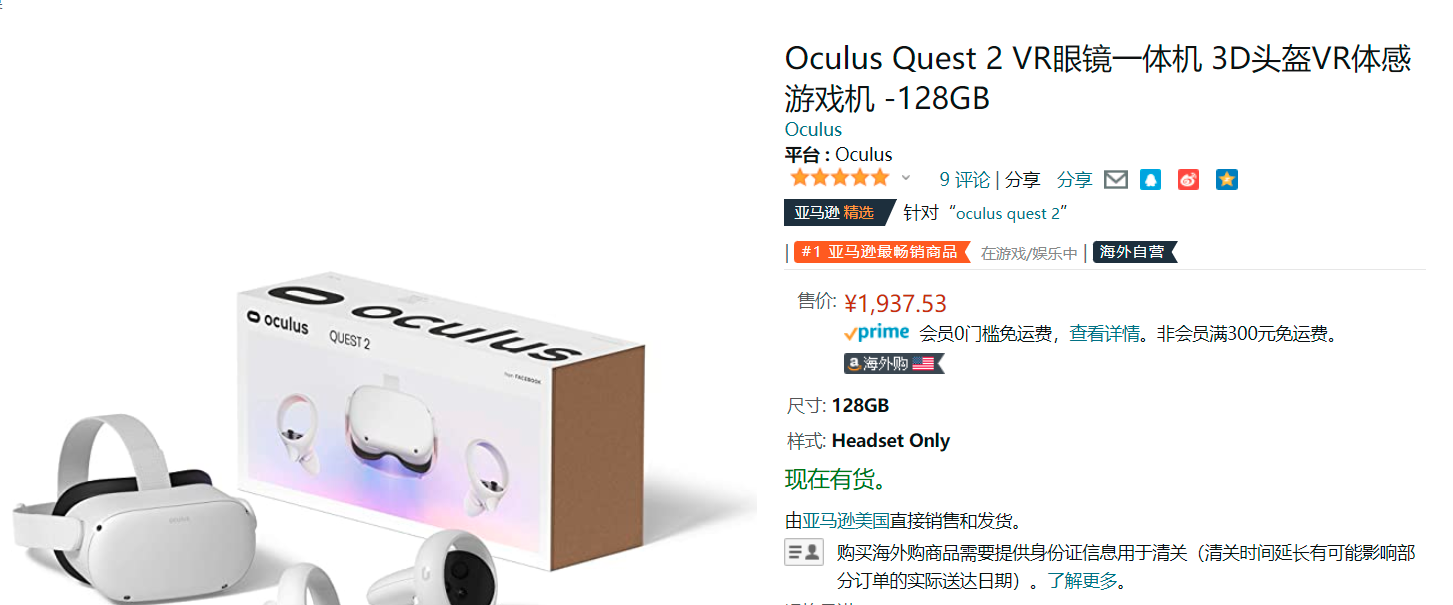 Oculus Quest 2 VR眼镜一体机 3D头盔VR体感
游戏机 -128GB
Oculus
平台 : Oculus
9 评论 | 分享 分享
亚马逊 精选 针对“oculus quest 2”
| #1 亚马逊最畅销商品 在游戏/娱乐中 | 海外自营
售价: ¥1,937.53
prime 会员0门槛免运费，查看详情。非会员满300元免运费。
a 海外购
尺寸: 128GB
样式: Headset Only
现在有货。
由亚马逊美国直接销售和发货。
购买海外购商品需要提供身份证信息用于清关（清关时间延长有可能影响部
分订单的实际送达日期）。了解更多。
oculus
oculus
QUEST 2
from FACEBOOK